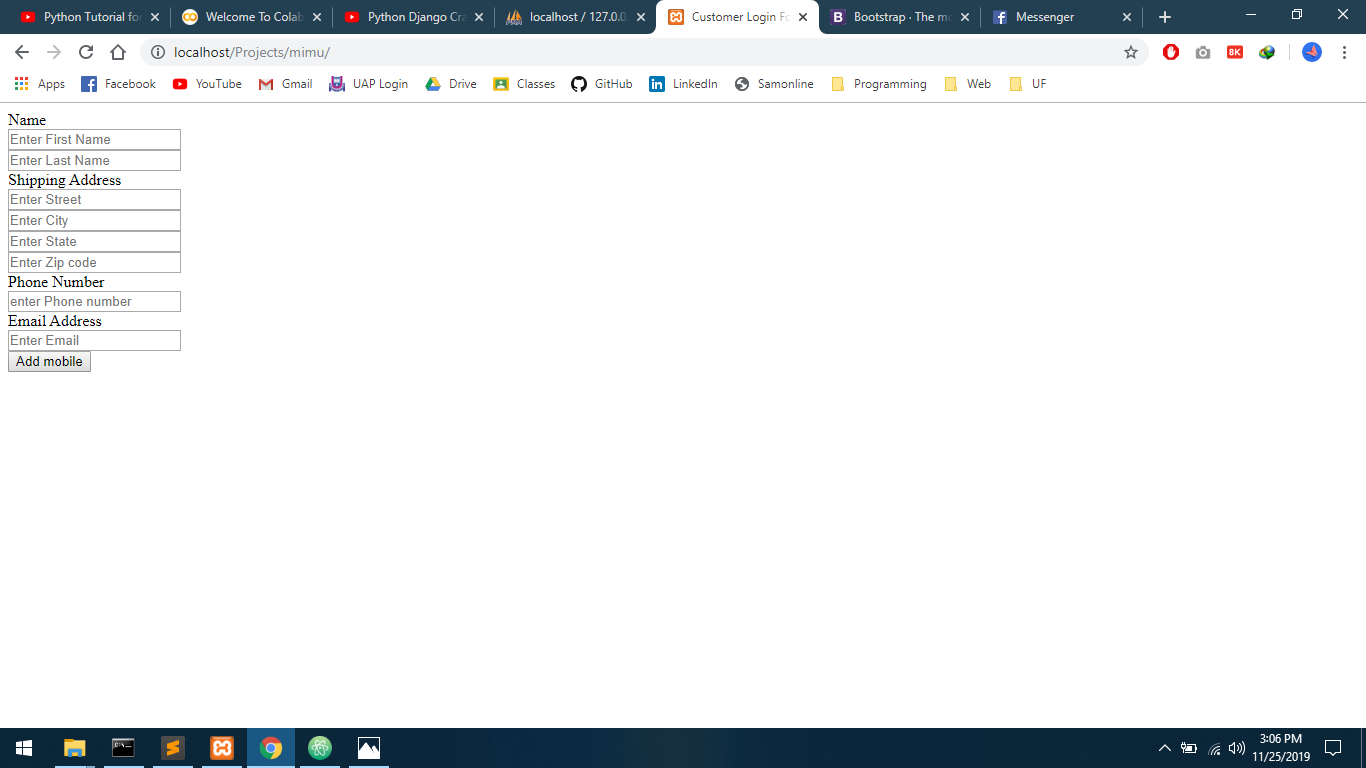 Python Tutorial fo
Welcome To Colab
Python Django Cra
localhost / 127.0.0.
Customer Login Fo
Bootstrap · The mo
Messenger
localhost/Projects/mimu/
8K
Apps
Facebook
YouTube
Gmail
UAP Login
Drive
Classes
GitHub
LinkedIn
Samonline
Programming
Web
UF
Name
Enter First Name
Enter Last Name
Shipping Address
Enter Street
Enter City
Enter State
Enter Zip code
Phone Number
enter Phone number
Email Address
Enter Email
Add mobile
3:06 PM
11/25/2019